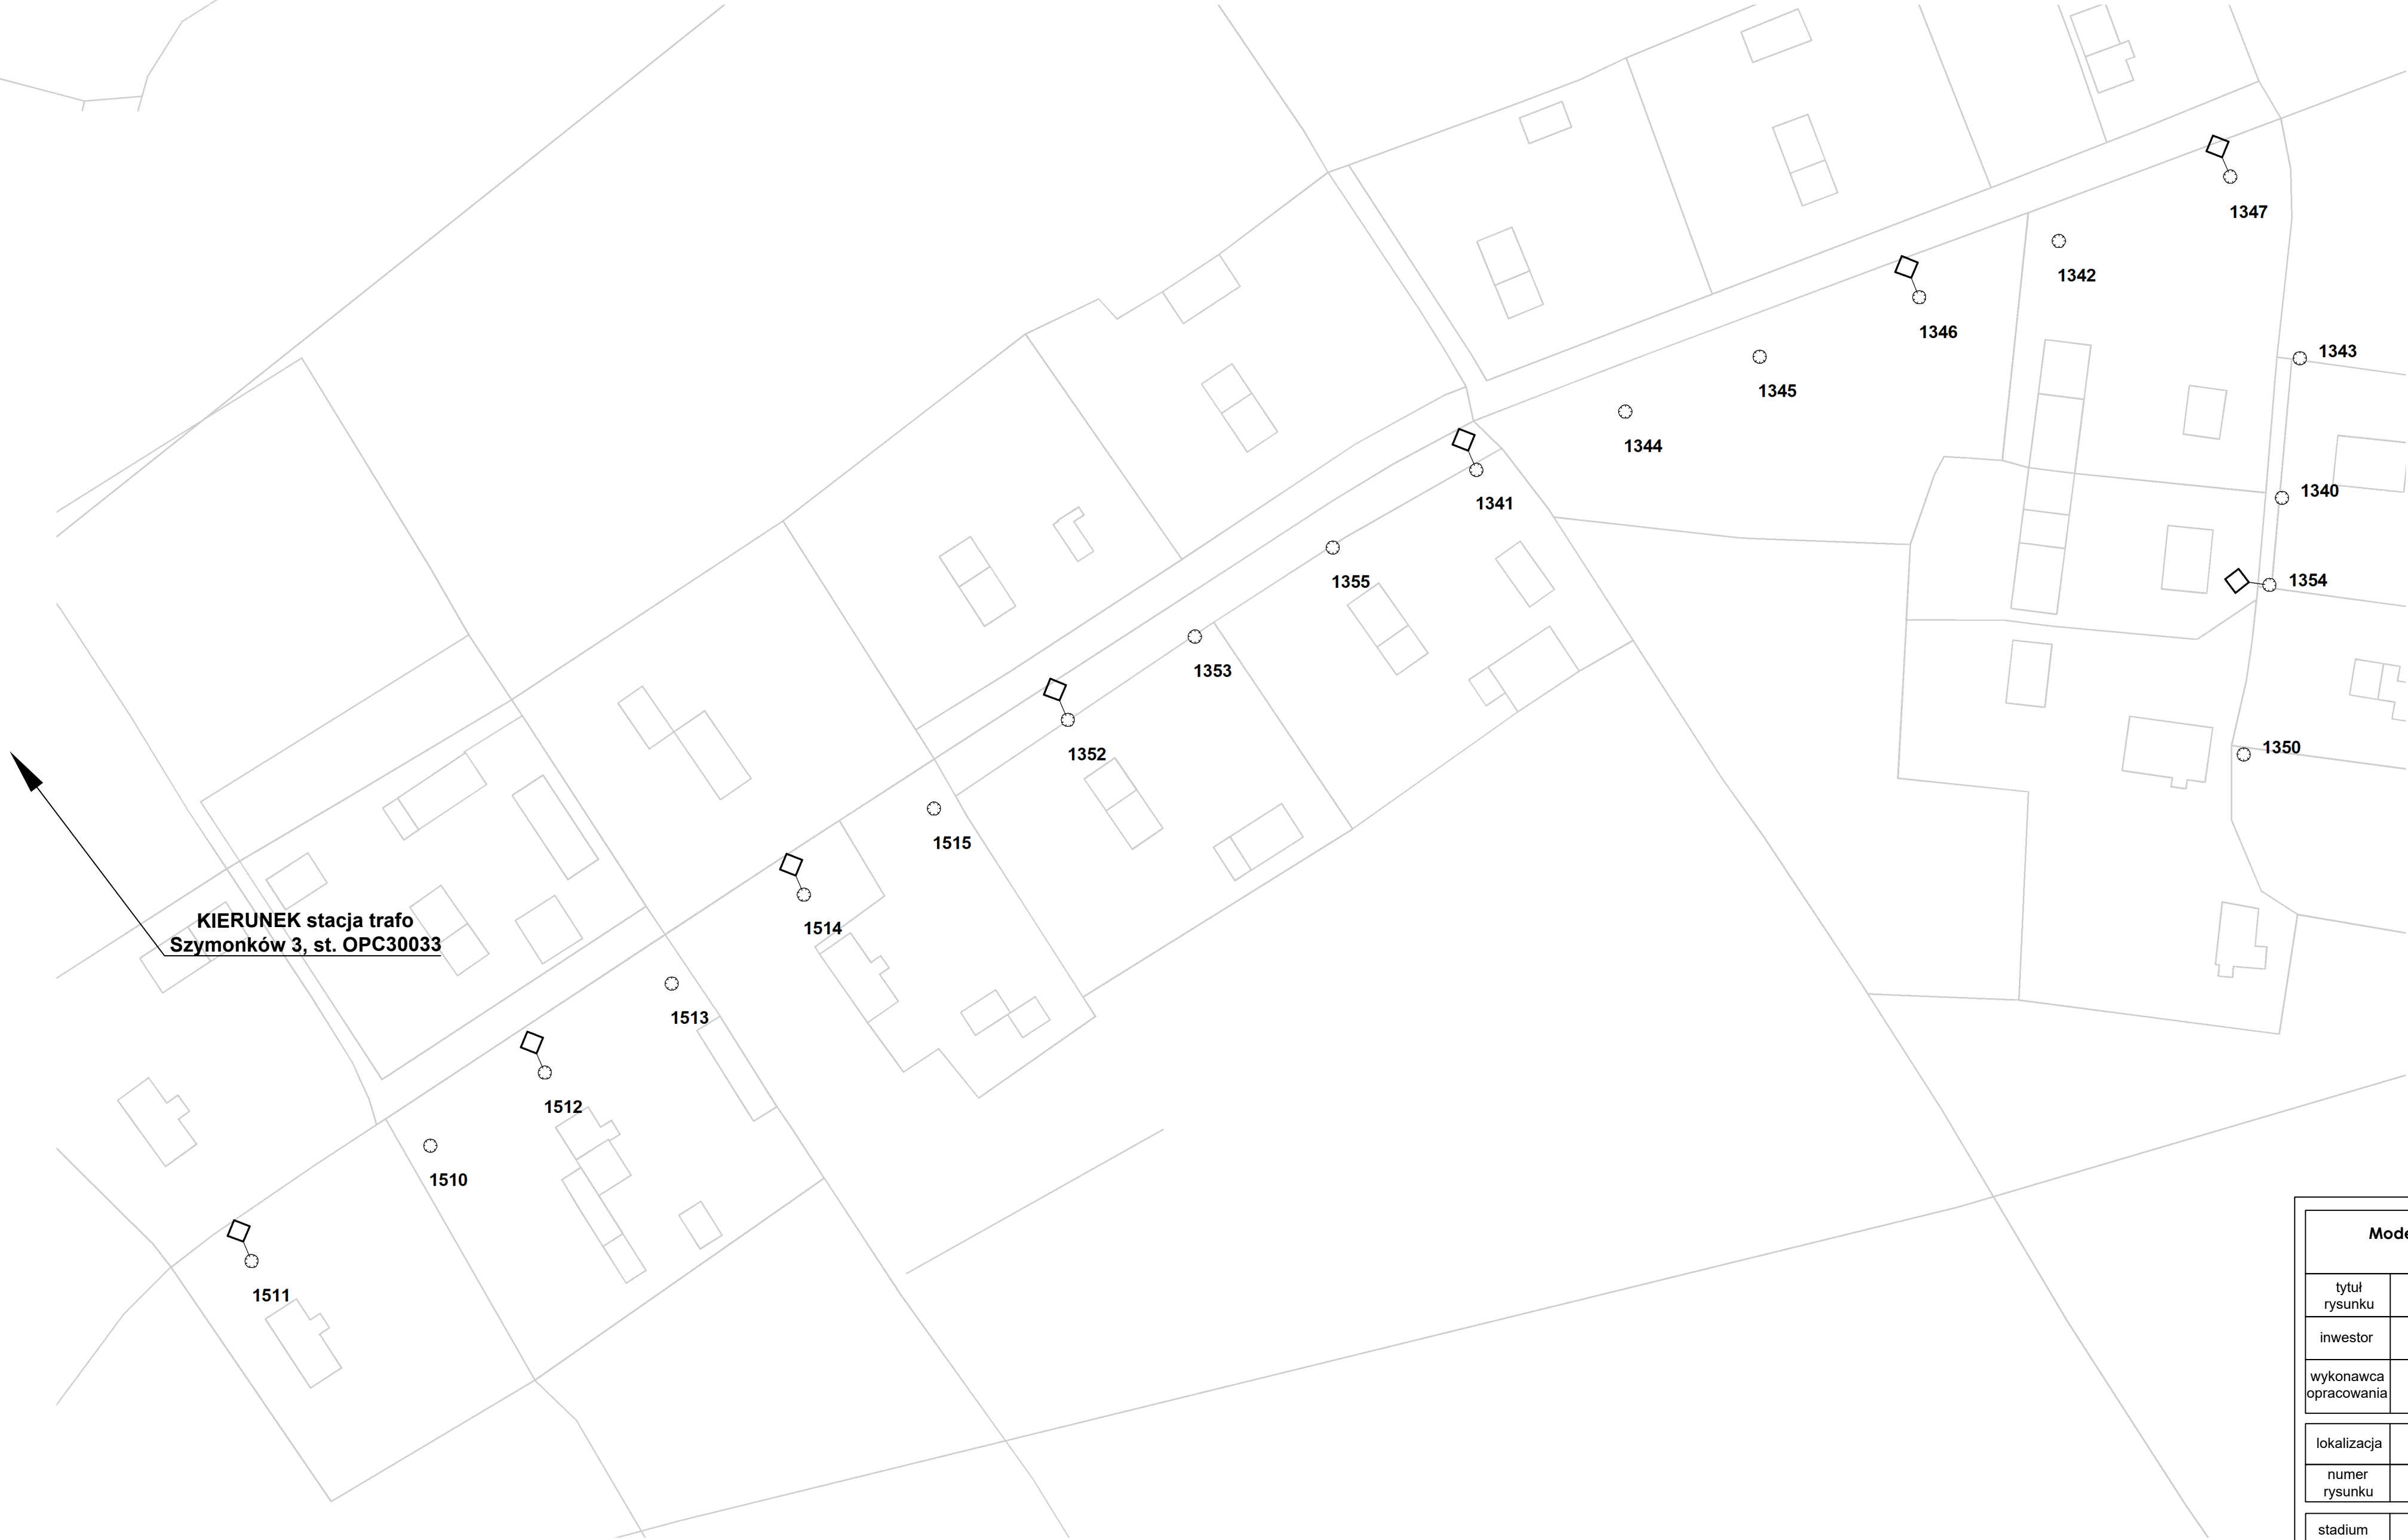 1347
1342
1346
1343
1345
1344
1340
1341
1355
1354
1353
1350
1352
1515
KIERUNEK stacja trafo
Szymonków 3, st. OPC30033
1514
1513
1512
1510
1511
tytuł
rysunku
inwestor
wykonawca
opracowania
lokalizacja
numer
rysunku
stadium